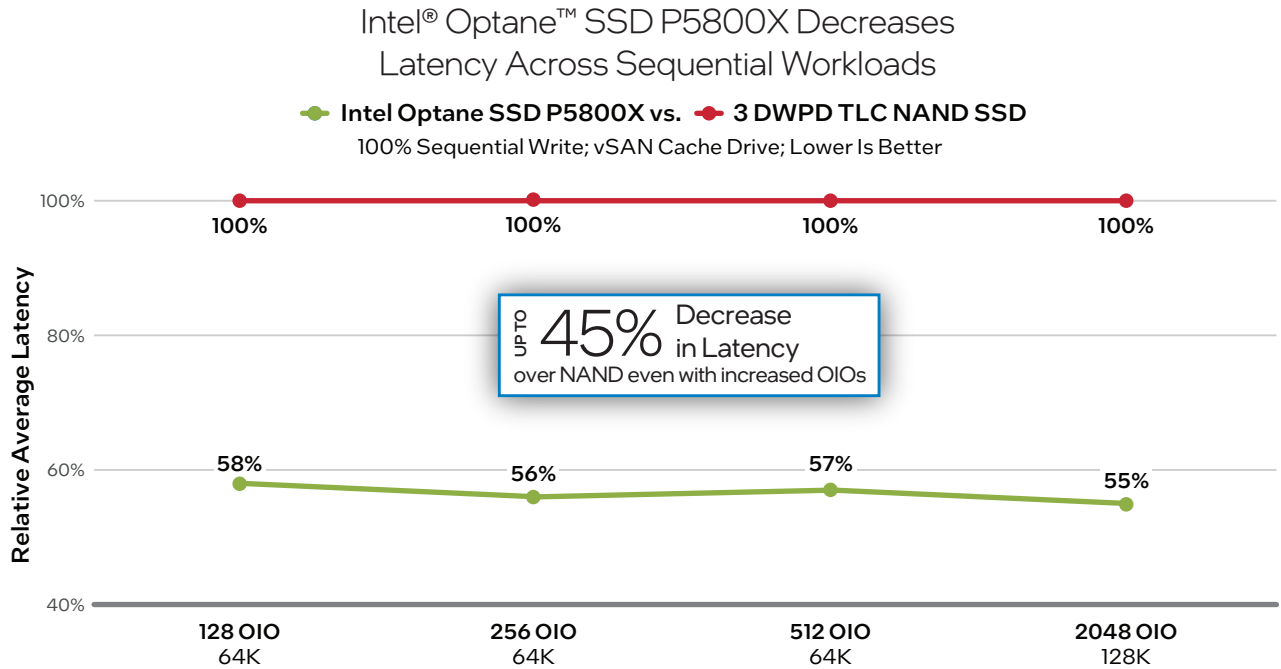 Intel® Optane™ SSD P5800X Decreases
Latency Across Sequential Workloads
Intel Optane SSD P5800X vs. 3 DWPD TLC NAND SSD
100% Sequential Write; vSAN Cache Drive; Lower Is Better
Relative Average Latency
100%
100% 100% 100% 100%
80%
UP TO 45% Decrease
in Latency
over NAND even with increased OIOs
60%
58% 56% 57% 55%
40%
128 OIO 256 OIO 512 OIO 2048 OIO
64K 64K 64K 128K